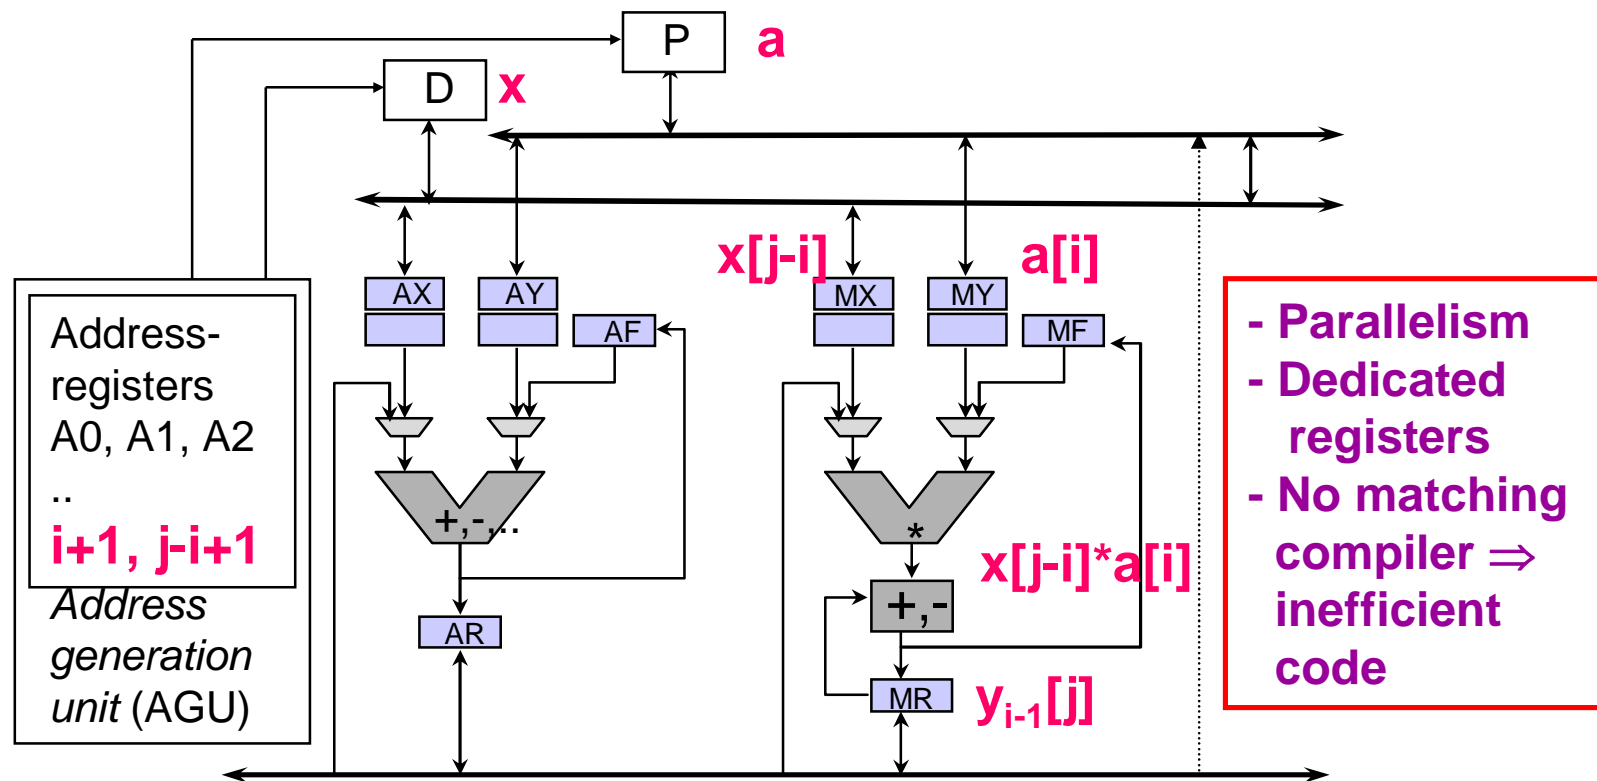 P
a
D
x
x[j-i]
a[i]
AX
AY
AF
MX
MY
MF
Address-
registers
A0, A1, A2
..
i+1, j-i+1
Address
generation
unit (AGU)
+,-,..
*
x[j-i]*a[i]
+,-
AR
MR
yi-1[j]
- Parallelism
- Dedicated
registers
- No matching
compiler ⇒
inefficient
code